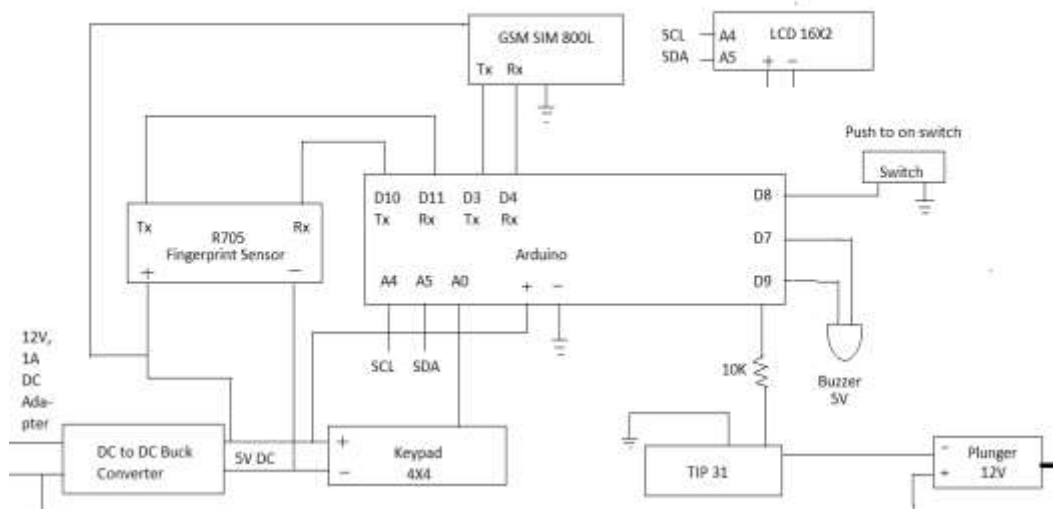 GSM SIM 800L
Tx Rx
SCL A4 LCD 16X2
SDA A5 + −
Push to on switch
Switch
D10 D11 D3 D4 D8
Tx Rx Tx Rx
Tx Rx
R705
Fingerprint Sensor
+ −
D7
Arduino
A4 A5 A0 + − D9
12V,
1A
DC
Ada-
pter
SCL SDA
10K
Buzzer
5V
DC to DC Buck
Converter
5V DC
+ Keypad
− 4X4
TIP 31
- Plunger
+ 12V